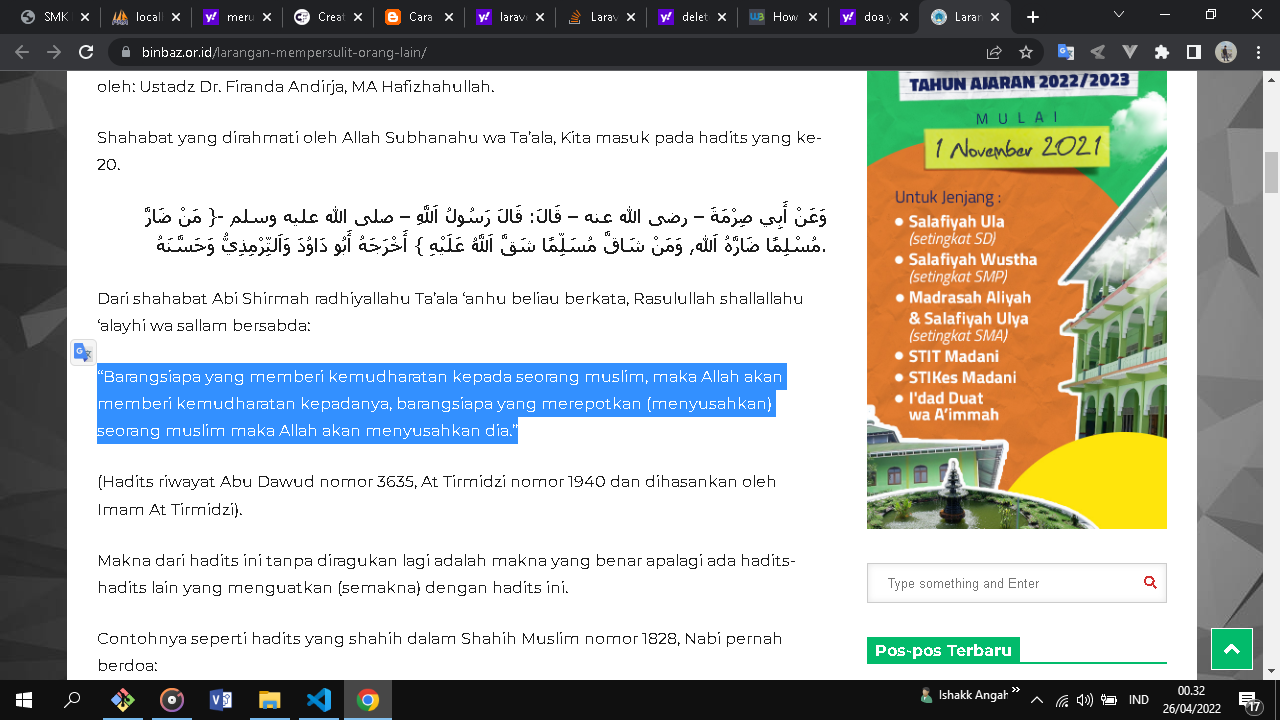 SMK
locall
meru
Creat
Cara
larave
Larav
delet
How
doa y
Laran
binbaz.or.id/larangan-mempersulit-orang-lain/
oleh: Ustadz Dr. Firanda Andirja, MA Hafizhahullah.
Shahabat yang dirahmati oleh Allah Subhanahu wa Ta’ala, Kita masuk pada hadits yang ke-
20.
وَعَنْ أَبِي صِرْمَةَ – رضى الله عنه – قَالَ: قَالَ رَسُولُ اَللَّهِ – صلى الله عليه وسلم -{ مَنْ ضَارَّ
مُسْلِمًا ضَارَّهُ اَللَّهُ, وَمَنْ شَاقَّ مُسَلِمًا شَقَّ اَللَّهُ عَلَيْهِ } أَخْرَجَهُ أَبُو دَاوُدَ وَاَلتِّرْمِذِيُّ وَحَسَّنَهُ.
Dari shahabat Abi Shirmah radhiyallahu Ta’ala ‘anhu beliau berkata, Rasulullah shallallahu
‘alayhi wa sallam bersabda:
“Barangsiapa yang memberi kemudharatan kepada seorang muslim, maka Allah akan
memberi kemudharatan kepadanya, barangsiapa yang merepotkan (menyusahkan)
seorang muslim maka Allah akan menyusahkan dia.”
(Hadits riwayat Abu Dawud nomor 3635, At Tirmidzi nomor 1940 dan dihasankan oleh
Imam At Tirmidzi).
Makna dari hadits ini tanpa diragukan lagi adalah makna yang benar apalagi ada hadits-
hadits lain yang menguatkan (semakna) dengan hadits ini.
Contohnya seperti hadits yang shahih dalam Shahih Muslim nomor 1828, Nabi pernah
berdoa:
TAHUN AJARAN 2022/2023
MULAI
1 November 2021
Untuk Jenjang :
• Salafiyah Ula
(setingkat SD)
• Salafiyah Wustha
(setingkat SMP)
• Madrasah Aliyah
& Salafiyah Ulya
(setingkat SMA)
• STIT Madani
• STIKes Madani
• I'dad Duat
wa A’immah
Type something and Enter
Pos-pos Terbaru
Ishakk Angah
IND
00.32
26/04/2022
17